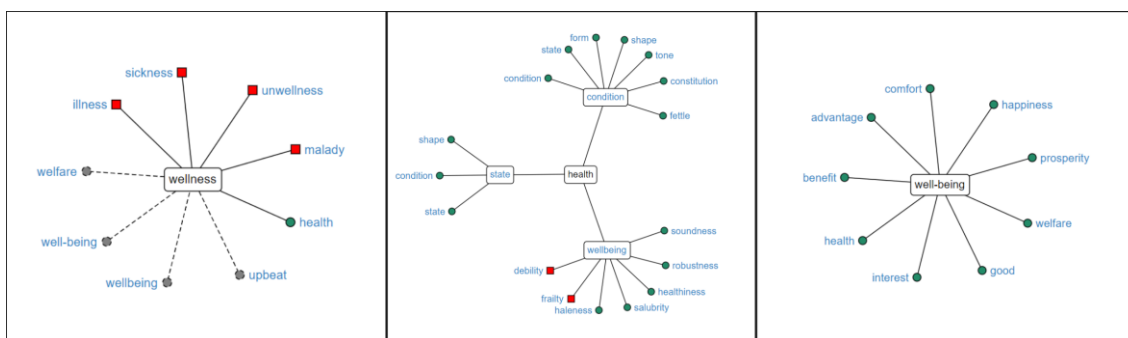 sickness
illness
unwellness
malady
welfare
wellness
health
well-being
wellbeing
upbeat
form
shape
state
tone
condition
constitution
condition
fettle
shape
condition
state
health
state
soundness
wellbeing
debility
robustness
frailty
healthiness
haleness
salubrity
comfort
happiness
advantage
prosperity
benefit
well-being
welfare
health
interest
good